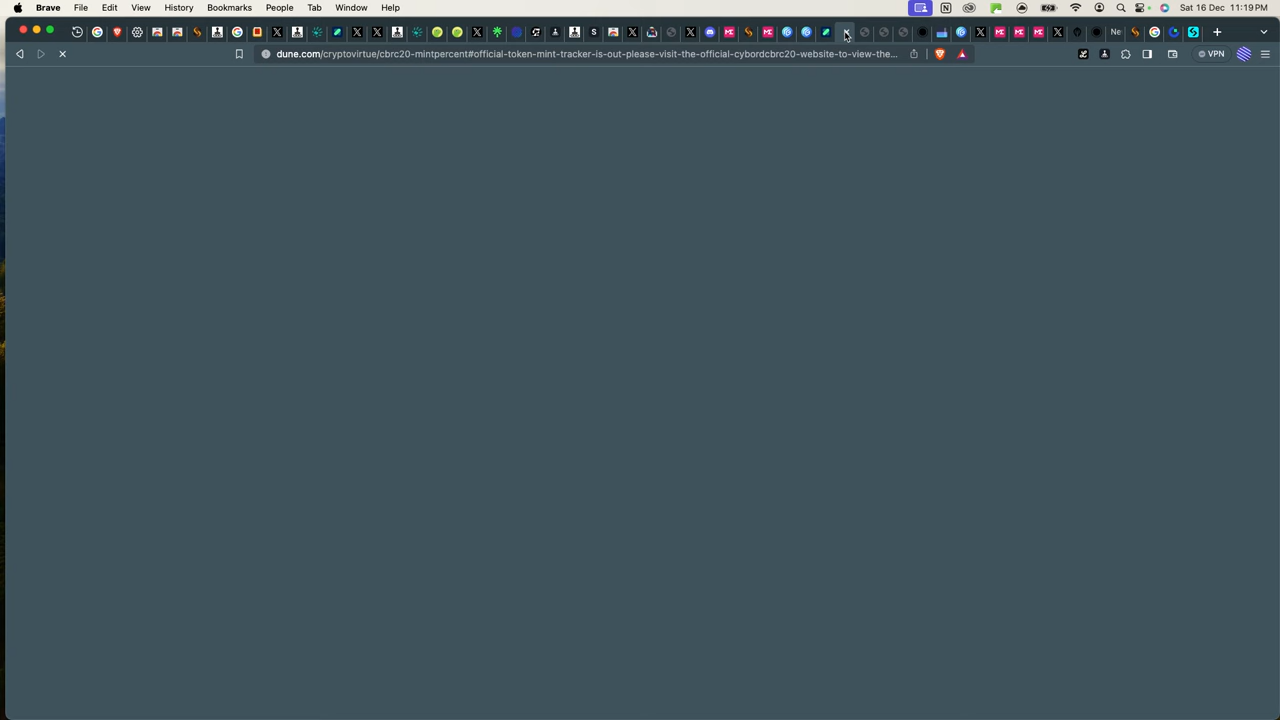 Brave File Edit View History Bookmarks People Tab Window Help Sat 16 Dec 11:19 PM
Ne
dune.com/cryptovirtue/cbrc20-mintpercent#official-token-mint-tracker-is-out-please-visit-the-official-cybordcbrc20-website-to-view-the... VPN